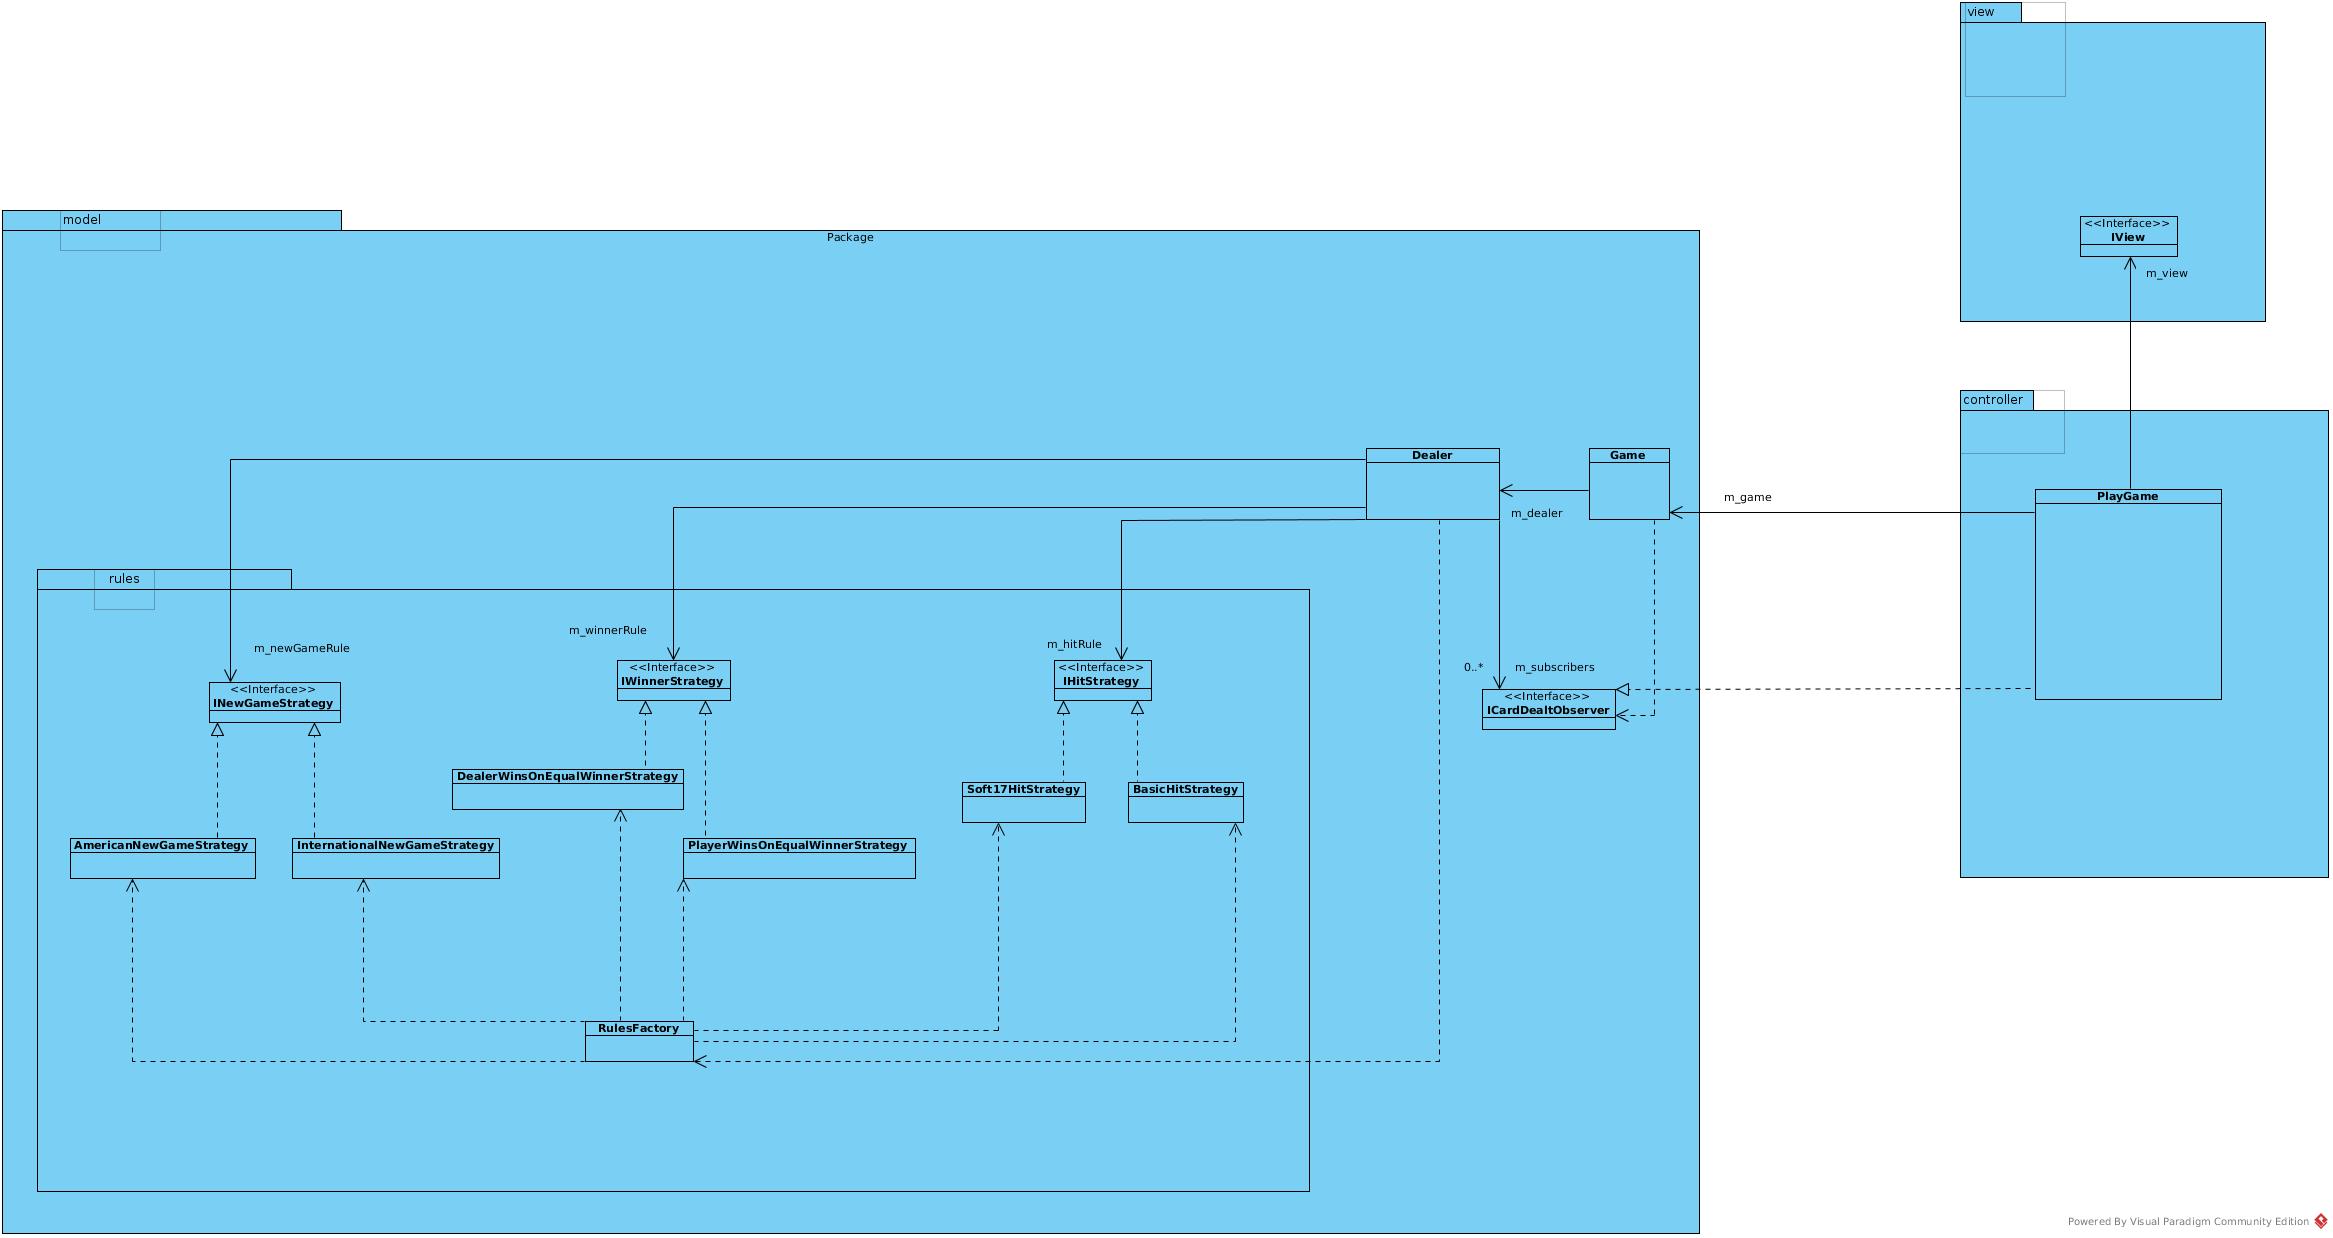 view
<<Interface>>
IView
m_view
model
Package
controller
Dealer
Game
PlayGame
m_game
m_dealer
rules
m_winnerRule
m_hitRule
m_newGameRule
<<Interface>>
IWinnerStrategy
<<Interface>>
IHitStrategy
0..*
m_subscribers
<<Interface>>
INewGameStrategy
<<Interface>>
ICardDealtObserver
DealerWinsOnEqualWinnerStrategy
Soft17HitStrategy
BasicHitStrategy
AmericanNewGameStrategy
InternationalNewGameStrategy
PlayerWinsOnEqualWinnerStrategy
RulesFactory
Powered By Visual Paradigm Community Edition